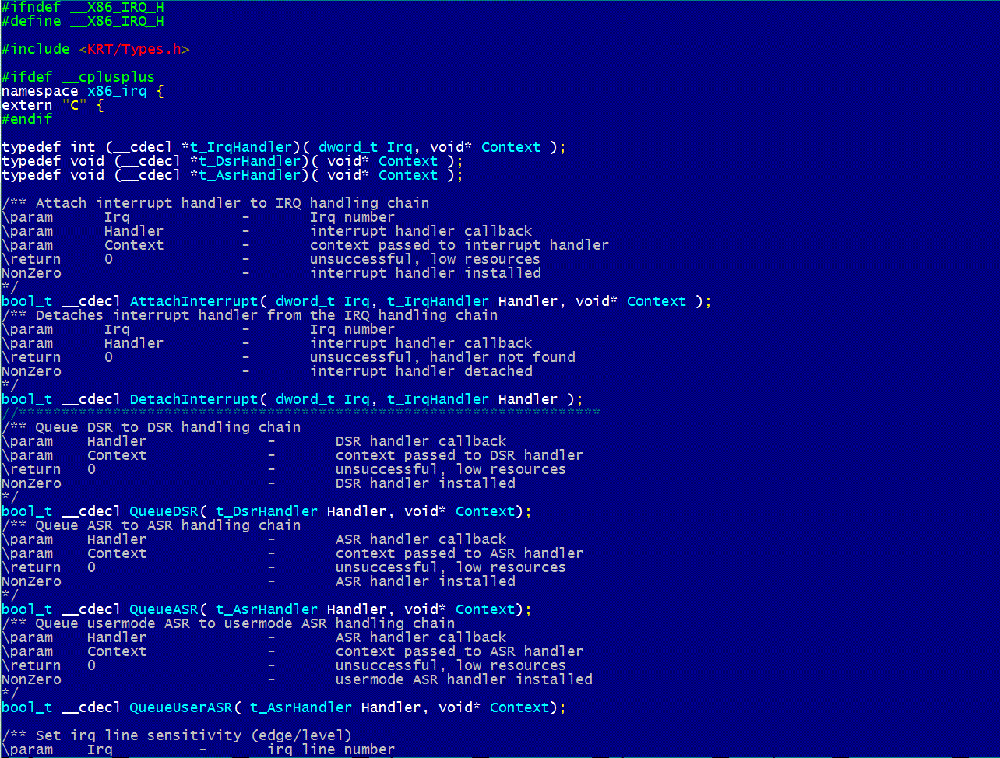 #ifndef __X86_IRQ_H
#define __X86_IRQ_H
#include <KRT/Types.h>
#ifdef __cplusplus
namespace x86_irq {
extern "C" {
#endif
typedef int (__cdecl *t_IrqHandler)( dword_t Irq, void* Context );
typedef void (__cdecl *t_DsrHandler)( void* Context );
typedef void (__cdecl *t_AsrHandler)( void* Context );
/** Attach interrupt handler to IRQ handling chain
\param      Irq             -       Irq number
\param      Handler         -       interrupt handler callback
\param      Context         -       context passed to interrupt handler
\return     0               -       unsuccessful, low resources
NonZero                     -       interrupt handler installed
*/
bool_t __cdecl AttachInterrupt( dword_t Irq, t_IrqHandler Handler, void* Context );
/** Detaches interrupt handler from the IRQ handling chain
\param      Irq             -       Irq number
\param      Handler         -       interrupt handler callback
\return     0               -       unsuccessful, handler not found
NonZero                     -       interrupt handler detached
*/
bool_t __cdecl DetachInterrupt( dword_t Irq, t_IrqHandler Handler );
//********************************************************************
/** Queue DSR to DSR handling chain
\param    Handler              -       DSR handler callback
\param    Context              -       context passed to DSR handler
\return   0                    -       unsuccessful, low resources
NonZero                        -       DSR handler installed
*/
bool_t __cdecl QueueDSR( t_DsrHandler Handler, void* Context);
/** Queue ASR to ASR handling chain
\param    Handler              -       ASR handler callback
\param    Context              -       context passed to ASR handler
\return   0                    -       unsuccessful, low resources
NonZero                        -       ASR handler installed
*/
bool_t __cdecl QueueASR( t_AsrHandler Handler, void* Context);
/** Queue usermode ASR to usermode ASR handling chain
\param    Handler              -       ASR handler callback
\param    Context              -       context passed to ASR handler
\return   0                    -       unsuccessful, low resources
NonZero                        -       usermode ASR handler installed
*/
bool_t __cdecl QueueUserASR( t_AsrHandler Handler, void* Context);
/** Set irq line sensitivity (edge/level)
\param    Irq          -       irq line number